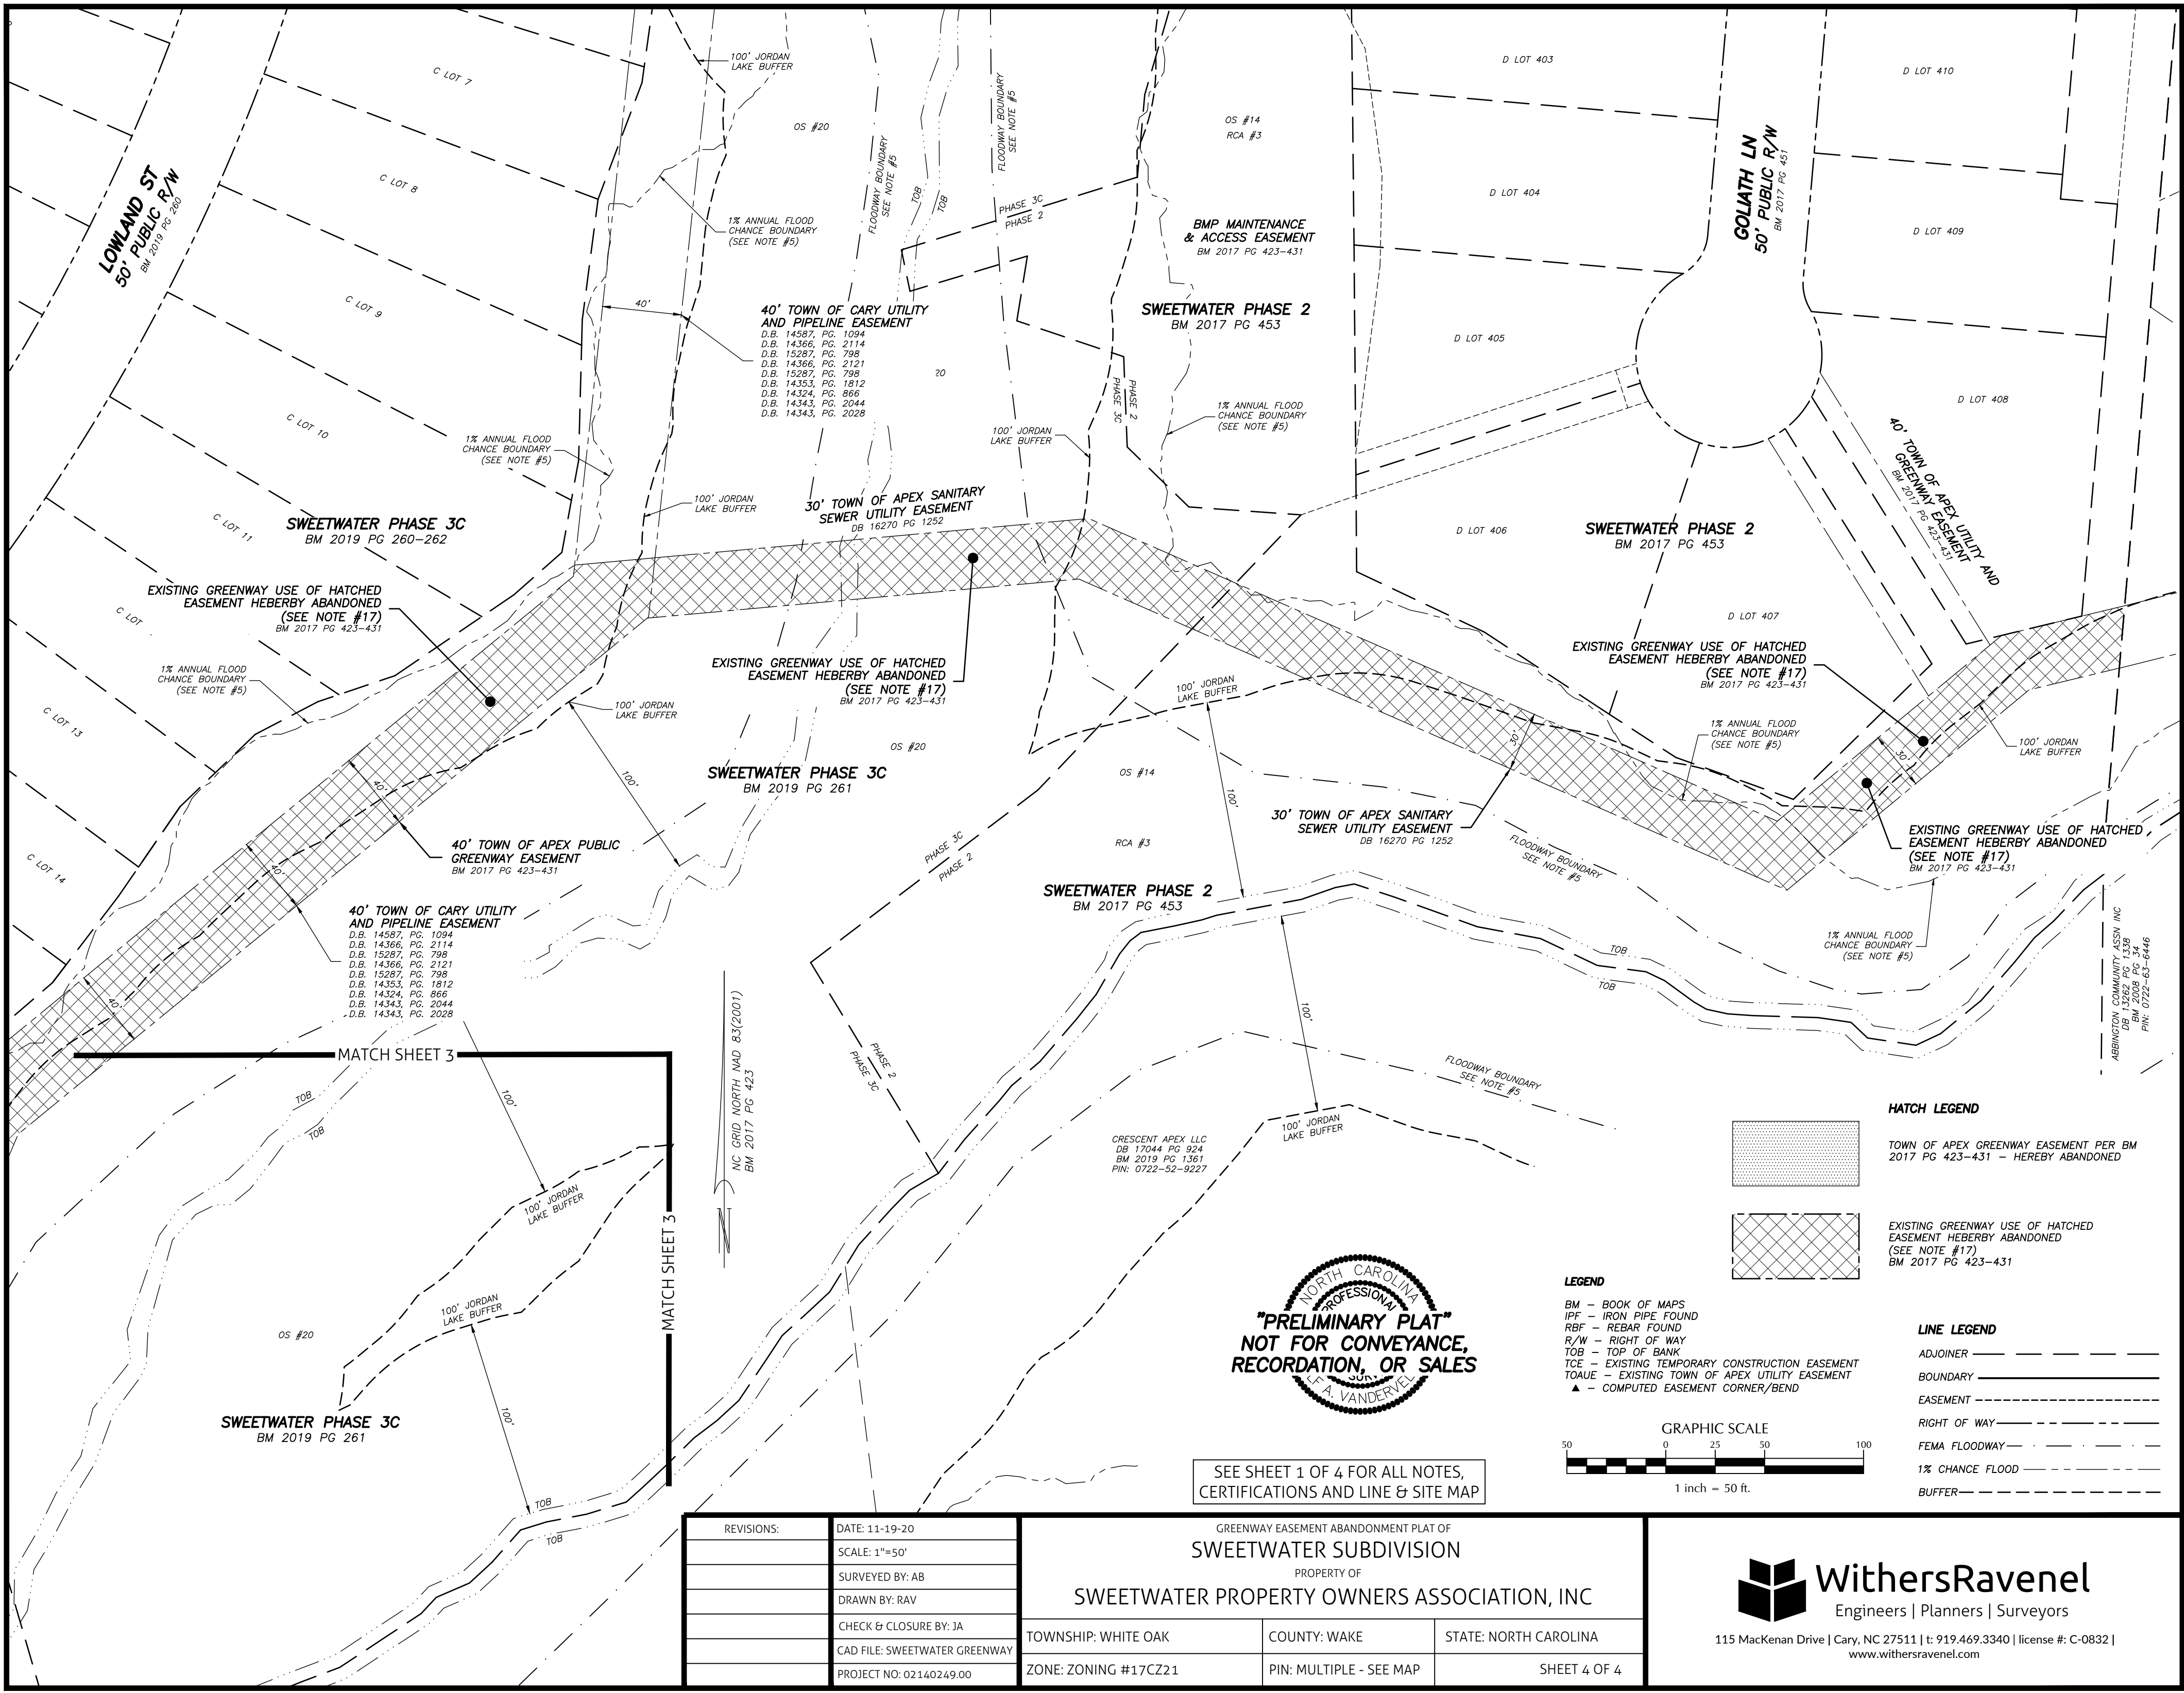 C LOT 7
100' JORDAN
LAKE BUFFER
OS #20
FLOODWAY BOUNDARY
SEE NOTE #5
FLOODWAY BOUNDARY
SEE NOTE #5
OS #14
RCA #3
D LOT 403
D LOT 410
LOWLAND ST
50' PUBLIC R/W
BM 2019 PG 260
C LOT 8
1% ANNUAL FLOOD
CHANCE BOUNDARY
(SEE NOTE #5)
TOB
TOB
PHASE 3C
PHASE 2
BMP MAINTENANCE
& ACCESS EASEMENT
BM 2017 PG 423-431
D LOT 404
GOLIATH LN
50' PUBLIC R/W
BM 2017 PG 451
D LOT 409
C LOT 9
40'
40' TOWN OF CARY UTILITY
AND PIPELINE EASEMENT
D.B. 14587, PG. 1094
D.B. 14366, PG. 2114
D.B. 15287, PG. 798
D.B. 14366, PG. 2121
D.B. 15287, PG. 798
D.B. 14353, PG. 1812
D.B. 14324, PG. 866
D.B. 14343, PG. 2044
D.B. 14343, PG. 2028
20
SWEETWATER PHASE 2
BM 2017 PG 453
D LOT 405
D LOT 408
C LOT 10
1% ANNUAL FLOOD
CHANCE BOUNDARY
(SEE NOTE #5)
PHASE 2
PHASE 3C
100' JORDAN
LAKE BUFFER
1% ANNUAL FLOOD
CHANCE BOUNDARY
(SEE NOTE #5)
40' TOWN OF APEX UTILITY AND
GREENWAY EASEMENT
BM 2017 PG 423-431
C LOT 11
SWEETWATER PHASE 3C
BM 2019 PG 260-262
100' JORDAN
LAKE BUFFER
30' TOWN OF APEX SANITARY
SEWER UTILITY EASEMENT
DB 16270 PG 1252
D LOT 406
SWEETWATER PHASE 2
BM 2017 PG 453
EXISTING GREENWAY USE OF HATCHED
EASEMENT HEBERBY ABANDONED
(SEE NOTE #17)
BM 2017 PG 423-431
C LOT
D LOT 407
1% ANNUAL FLOOD
CHANCE BOUNDARY
(SEE NOTE #5)
EXISTING GREENWAY USE OF HATCHED
EASEMENT HEBERBY ABANDONED
(SEE NOTE #17)
BM 2017 PG 423-431
EXISTING GREENWAY USE OF HATCHED
EASEMENT HEBERBY ABANDONED
(SEE NOTE #17)
BM 2017 PG 423-431
100' JORDAN
LAKE BUFFER
C LOT 13
100' JORDAN
LAKE BUFFER
1% ANNUAL FLOOD
CHANCE BOUNDARY
(SEE NOTE #5)
30'
30'
100' JORDAN
LAKE BUFFER
OS #20
100'
SWEETWATER PHASE 3C
BM 2019 PG 261
OS #14
100'
40'
30' TOWN OF APEX SANITARY
SEWER UTILITY EASEMENT
DB 16270 PG 1252
FLOODWAY BOUNDARY
SEE NOTE #5
EXISTING GREENWAY USE OF HATCHED
EASEMENT HEBERBY ABANDONED
(SEE NOTE #17)
BM 2017 PG 423-431
C LOT 14
40' TOWN OF APEX PUBLIC
GREENWAY EASEMENT
BM 2017 PG 423-431
40'
PHASE 3C
PHASE 2
RCA #3
SWEETWATER PHASE 2
BM 2017 PG 453
40' TOWN OF CARY UTILITY
AND PIPELINE EASEMENT
D.B. 14587, PG. 1094
D.B. 14366, PG. 2114
D.B. 15287, PG. 798
D.B. 14366, PG. 2121
D.B. 15287, PG. 798
D.B. 14353, PG. 1812
D.B. 14324, PG. 866
D.B. 14343, PG. 2044
D.B. 14343, PG. 2028
40'
TOB
TOB
1% ANNUAL FLOOD
CHANCE BOUNDARY
(SEE NOTE #5)
ABBINGTON COMMUNITY ASSN INC
DB 13262 PG 1338
BM 2008 PG 34
PIN: 0722-63-6446
100'
MATCH SHEET 3
NC GRID NORTH NAD 83(2001)
BM 2017 PG 423
N
PHASE 2
PHASE 3C
FLOODWAY BOUNDARY
SEE NOTE #5
TOB
TOB
100'
100' JORDAN
LAKE BUFFER
CRESCENT APEX LLC
DB 17044 PG 924
BM 2019 PG 1361
PIN: 0722-52-9227
100' JORDAN
LAKE BUFFER
MATCH SHEET 3
100' JORDAN
LAKE BUFFER
OS #20
100'
SWEETWATER PHASE 3C
BM 2019 PG 261
TOB
TOB
HATCH LEGEND
TOWN OF APEX GREENWAY EASEMENT PER BM
2017 PG 423-431 - HEREBY ABANDONED
EXISTING GREENWAY USE OF HATCHED
EASEMENT HEBERBY ABANDONED
(SEE NOTE #17)
BM 2017 PG 423-431
NORTH CAROLINA
PROFESSIONAL
"PRELIMINARY PLAT"
NOT FOR CONVEYANCE,
RECORDATION, OR SALES
LF A. VANDERVEL
LEGEND
BM - BOOK OF MAPS
IPF - IRON PIPE FOUND
RBF - REBAR FOUND
R/W - RIGHT OF WAY
TOB - TOP OF BANK
TCE - EXISTING TEMPORARY CONSTRUCTION EASEMENT
TOAUE - EXISTING TOWN OF APEX UTILITY EASEMENT
▲ - COMPUTED EASEMENT CORNER/BEND
LINE LEGEND
ADJOINER
BOUNDARY
EASEMENT
RIGHT OF WAY
FEMA FLOODWAY
1% CHANCE FLOOD
BUFFER
GRAPHIC SCALE
50 0 25 50 100
1 inch = 50 ft.
SEE SHEET 1 OF 4 FOR ALL NOTES,
CERTIFICATIONS AND LINE & SITE MAP
REVISIONS:
DATE: 11-19-20
SCALE: 1"=50'
SURVEYED BY: AB
DRAWN BY: RAV
CHECK & CLOSURE BY: JA
CAD FILE: SWEETWATER GREENWAY
PROJECT NO: 02140249.00
GREENWAY EASEMENT ABANDONMENT PLAT OF
SWEETWATER SUBDIVISION
PROPERTY OF
SWEETWATER PROPERTY OWNERS ASSOCIATION, INC
TOWNSHIP: WHITE OAK
COUNTY: WAKE
STATE: NORTH CAROLINA
ZONE: ZONING #17CZ21
PIN: MULTIPLE - SEE MAP
SHEET 4 OF 4
WithersRavenel
Engineers | Planners | Surveyors
115 MacKenan Drive | Cary, NC 27511 | t: 919.469.3340 | license #: C-0832 |
www.withersravenel.com